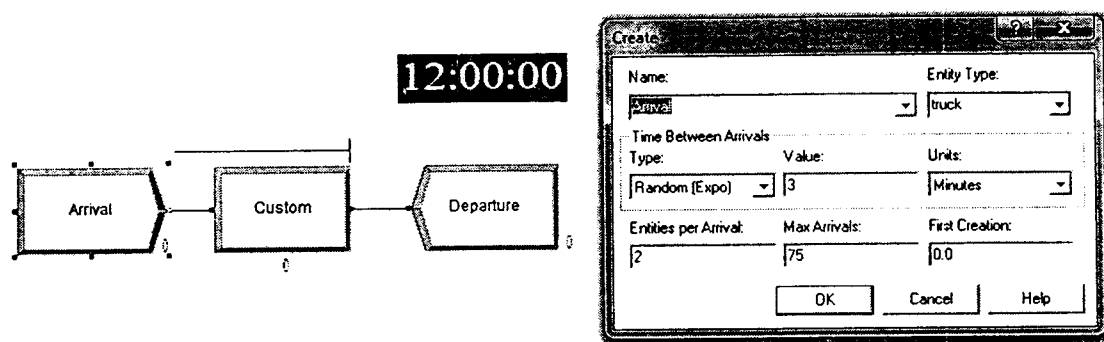 12:00:00
Arrival
0
Custom
0
Departure
0
Create
? X
Name:
Entity Type:
Arrival
truck
Time Between Arrivals
Type:
Value:
Units:
Random (Expo)
3
Minutes
Entities per Arrival:
Max Arrivals:
First Creation:
2
75
0.0
OK
Cancel
Help